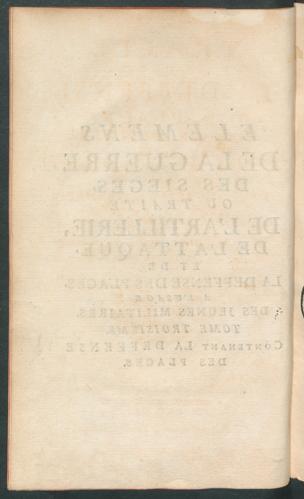 ELEMENS
DE LA GUERRE
DES SIEGES,
OU TRAITÉ
DE L'ARTILLERIE,
DE L'ATTAQUE,
ET DE
LA DEFFENSE DES PLACES.
A L'USAGE
DES JEUNES MILITAIRES.
TOME TROISIEME
CONTENANT LA DEFFENSE
DES PLACES.